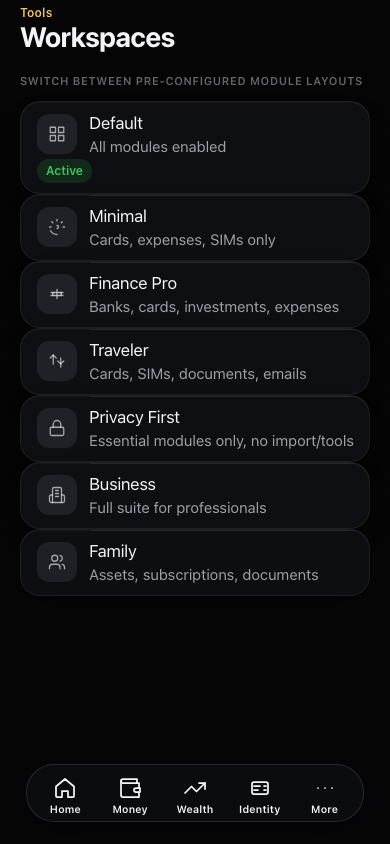 Tools
Workspaces
SWITCH BETWEEN PRE-CONFIGURED MODULE LAYOUTS
Default
All modules enabled
Active
Minimal
Cards, expenses, SIMs only
Finance Pro
Banks, cards, investments, expenses
Traveler
Cards, SIMs, documents, emails
Privacy First
Essential modules only, no import/tools
Business
Full suite for professionals
Family
Assets, subscriptions, documents
Home Money Wealth Identity More